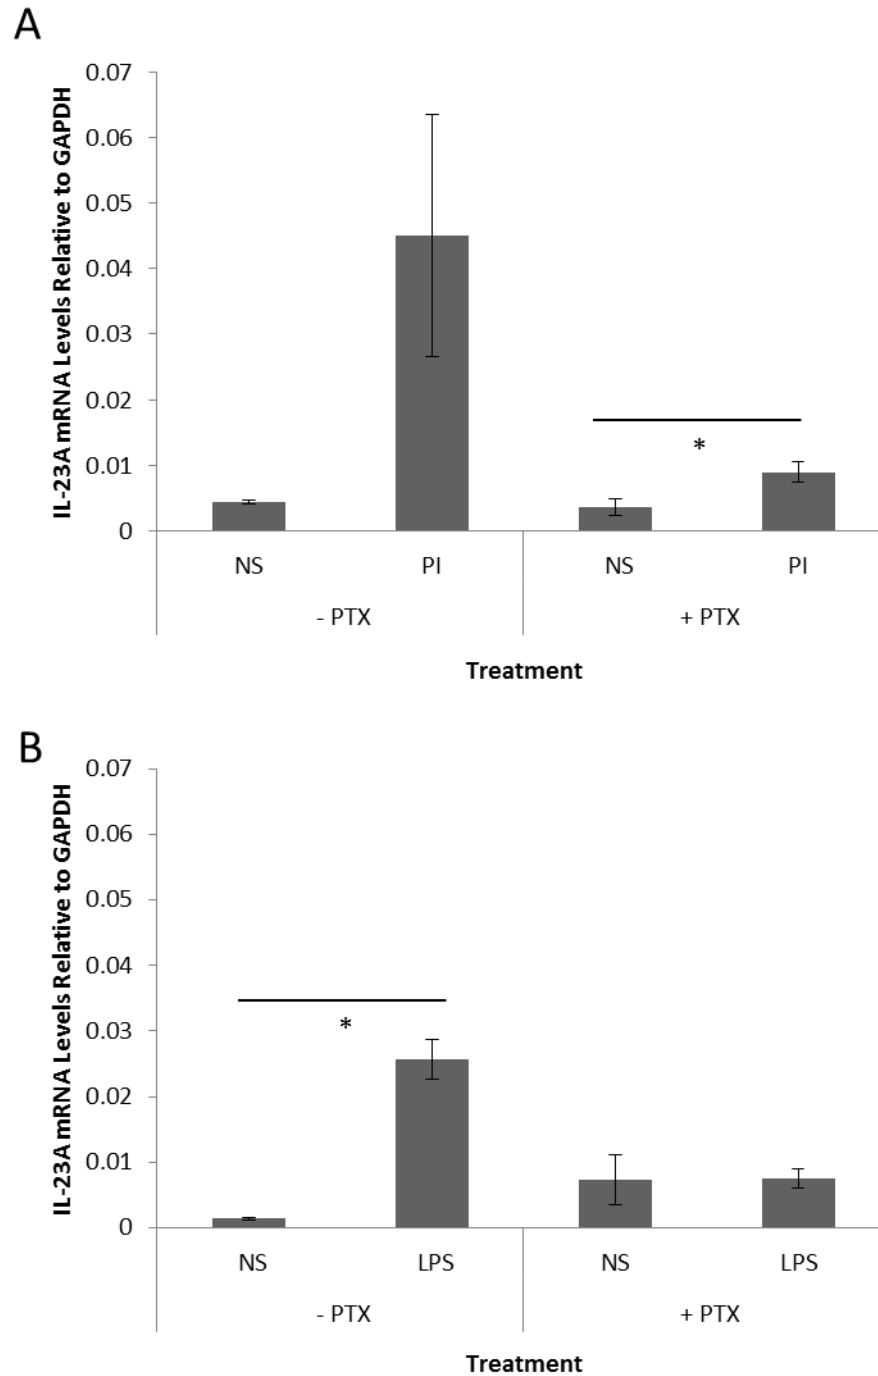 A
IL-23A mRNA Levels Relative to GAPDH
0.07
0.06
0.05
0.04
0.03
0.02
0.01
0
*
NS PI NS PI
- PTX + PTX
Treatment
B
IL-23A mRNA Levels Relative to GAPDH
0.07
0.06
0.05
0.04
0.03
0.02
0.01
0
*
NS LPS NS LPS
- PTX + PTX
Treatment